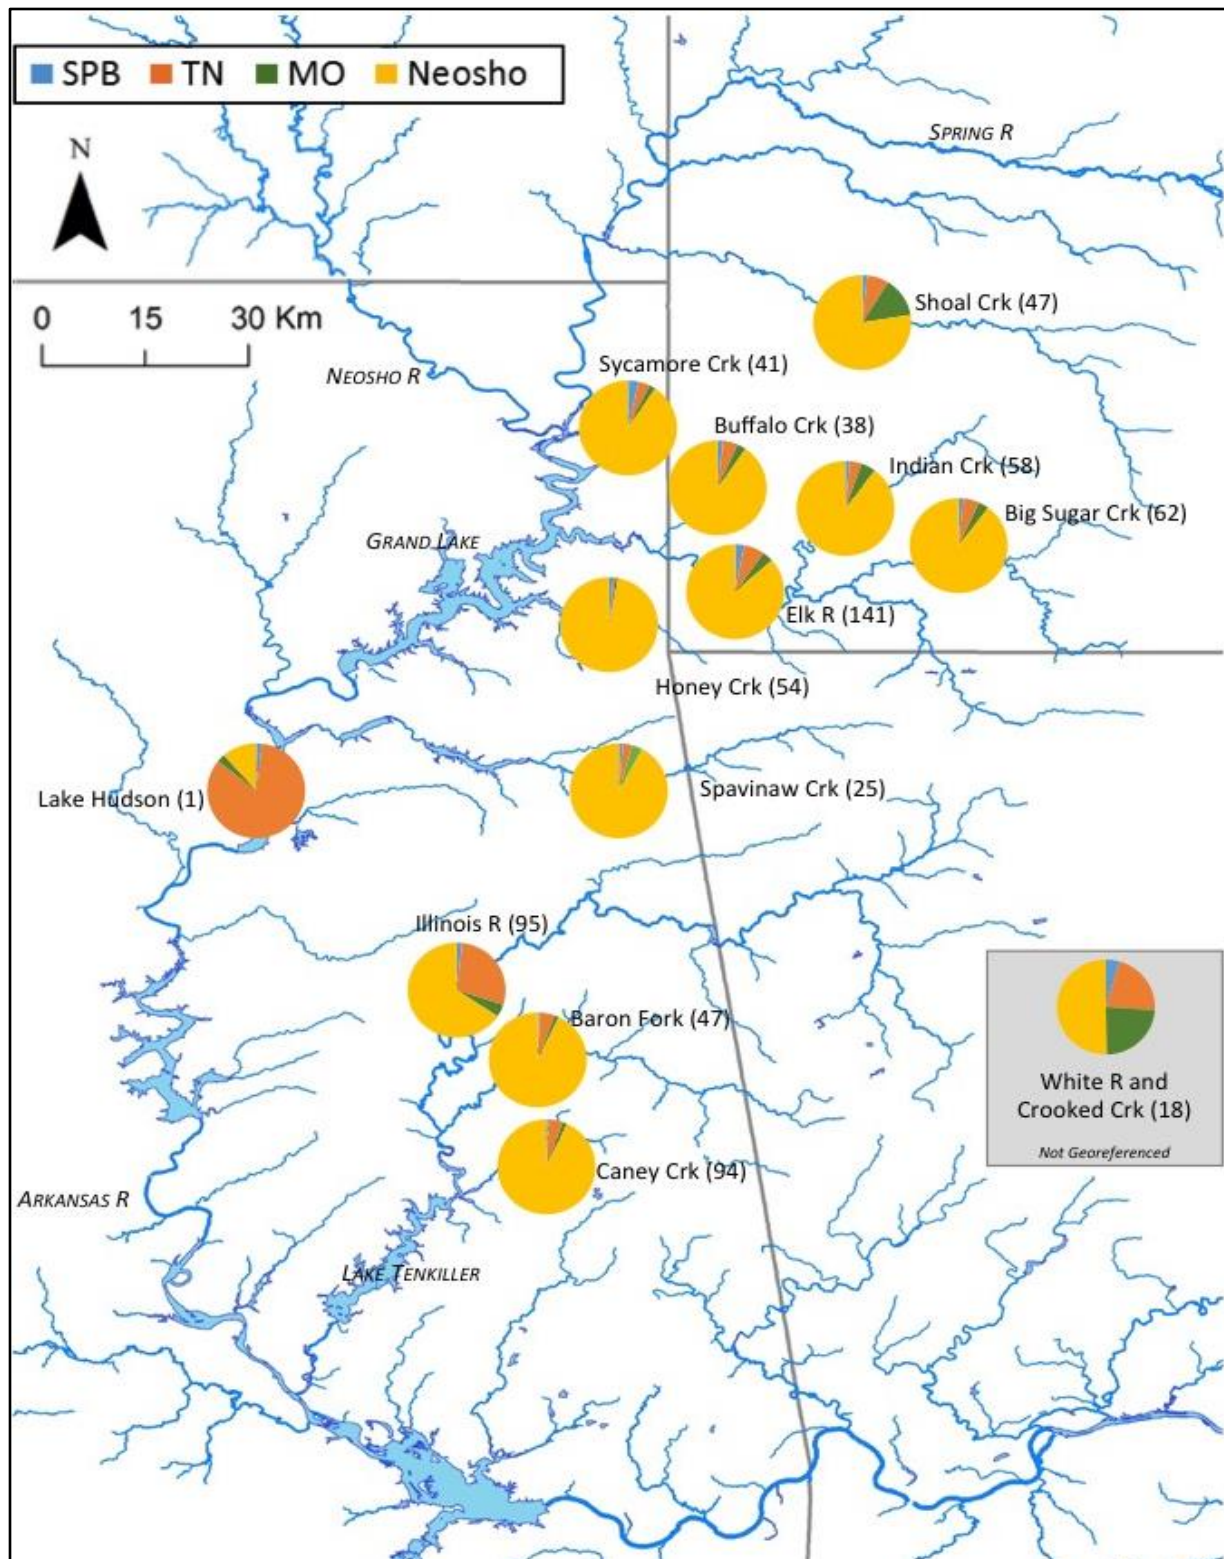 SPB TN MO Neosho
N
SPRING R
0 15 30 Km
Shoal Crk (47)
Sycamore Crk (41)
NEOSHO R
Buffalo Crk (38)
Indian Crk (58)
Big Sugar Crk (62)
GRAND LAKE
Elk R (141)
Honey Crk (54)
Lake Hudson (1)
Spavinaw Crk (25)
Illinois R (95)
Baron Fork (47)
White R and
Crooked Crk (18)
Not Georeferenced
Caney Crk (94)
ARKANSAS R
LAKE TENKILLER